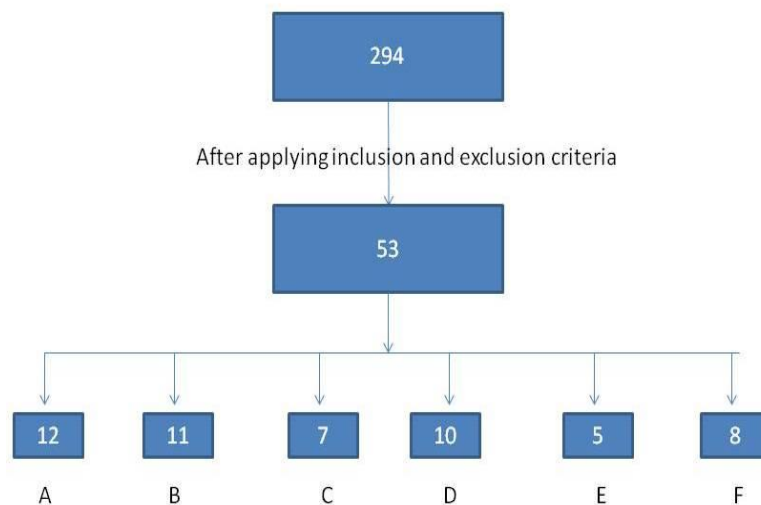 294
After applying inclusion and exclusion criteria
53
12 11 7 10 5 8
A B C D E F